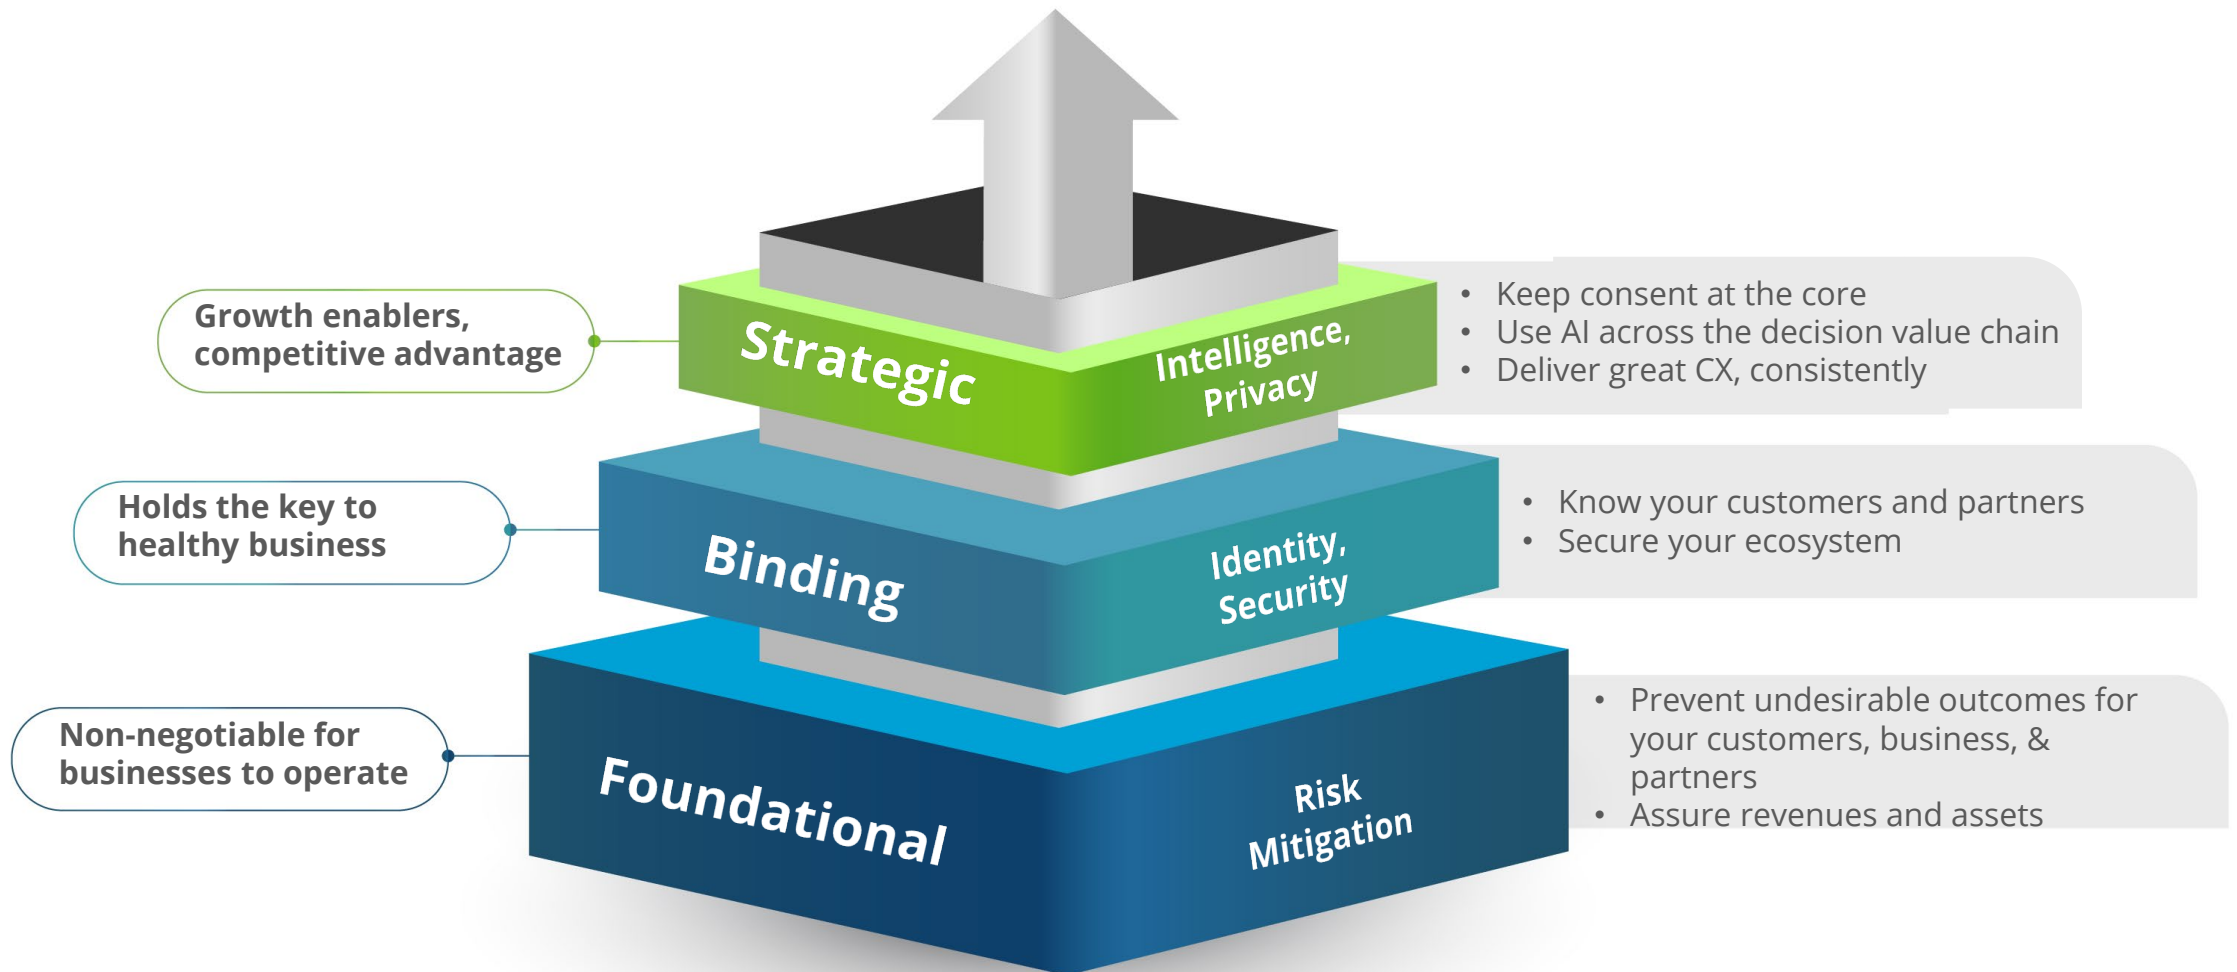 Growth enablers,
competitive advantage
Strategic
Intelligence,
Privacy
• Keep consent at the core
• Use AI across the decision value chain
• Deliver great CX, consistently
Holds the key to
healthy business
Binding
Identity,
Security
• Know your customers and partners
• Secure your ecosystem
Non-negotiable for
businesses to operate
Foundational
Risk
Mitigation
• Prevent undesirable outcomes for
your customers, business, &
partners
• Assure revenues and assets